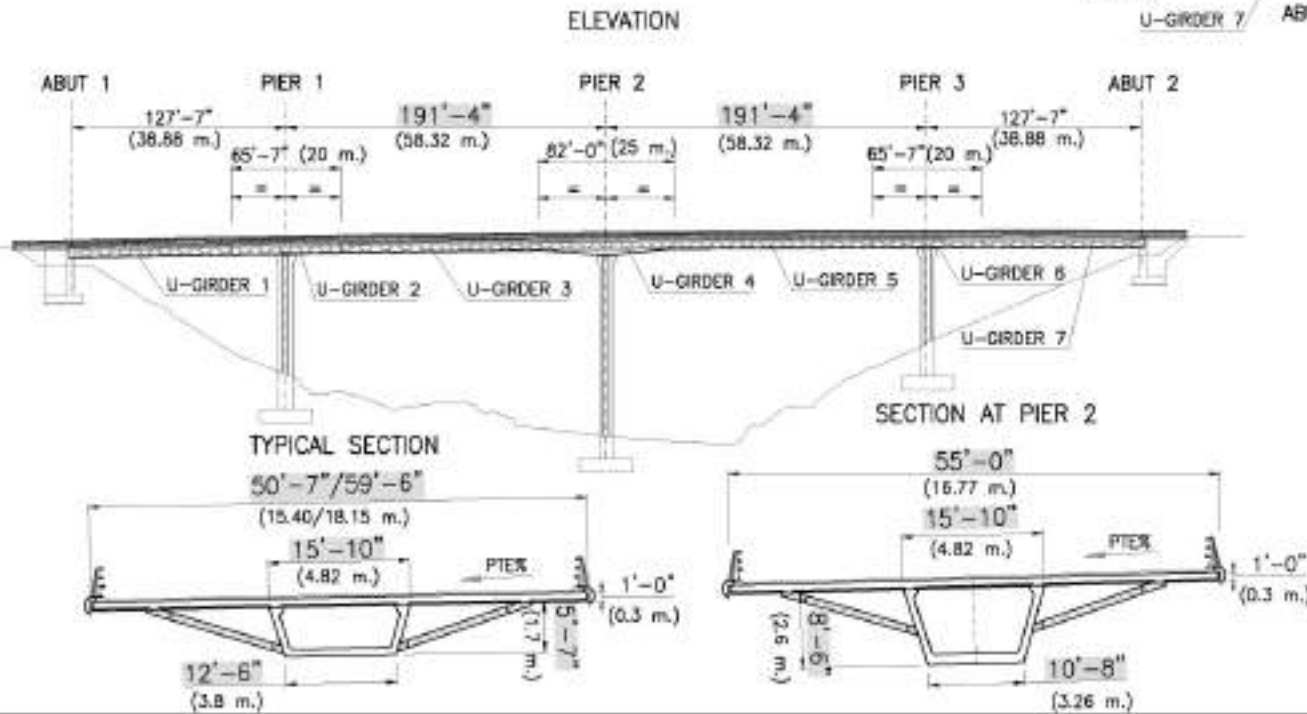 ELEVATION
U-GIRDER 7
ABUT 1 PIER 1 PIER 2 PIER 3 ABUT 2
127'-7" 191'-4" 191'-4" 127'-7"
(38.88 m.) (58.32 m.) (58.32 m.) (38.88 m.)
65'-7" (20 m.) 82'-0" (25 m.) 65'-7" (20 m.)
= = = = = =
U-GIRDER 1 U-GIRDER 2 U-GIRDER 3 U-GIRDER 4 U-GIRDER 5 U-GIRDER 6
U-GIRDER 7
TYPICAL SECTION
50'-7"/59'-6"
(15.40/18.15 m.)
15'-10"
(4.82 m.)
PTE%
1'-0"
(0.3 m.)
5'-7"
(1.7 m.)
12'-6"
(3.8 m.)
SECTION AT PIER 2
55'-0"
(16.77 m.)
15'-10"
(4.82 m.)
PTE%
1'-0"
(0.3 m.)
8'-6"
(2.6 m.)
10'-8"
(3.26 m.)